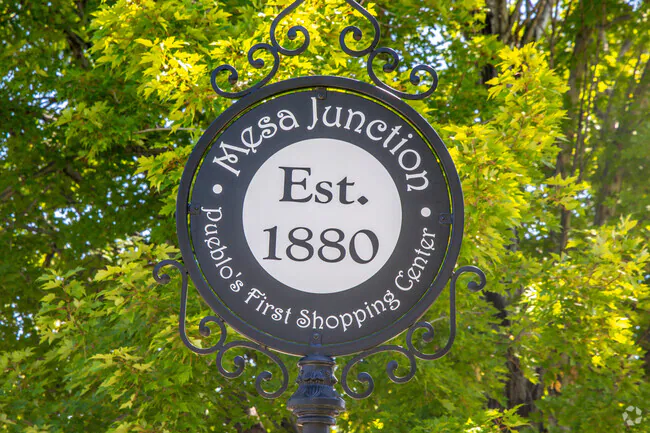 Mesa Junction
Est.
1880
Pueblo's First Shopping Center